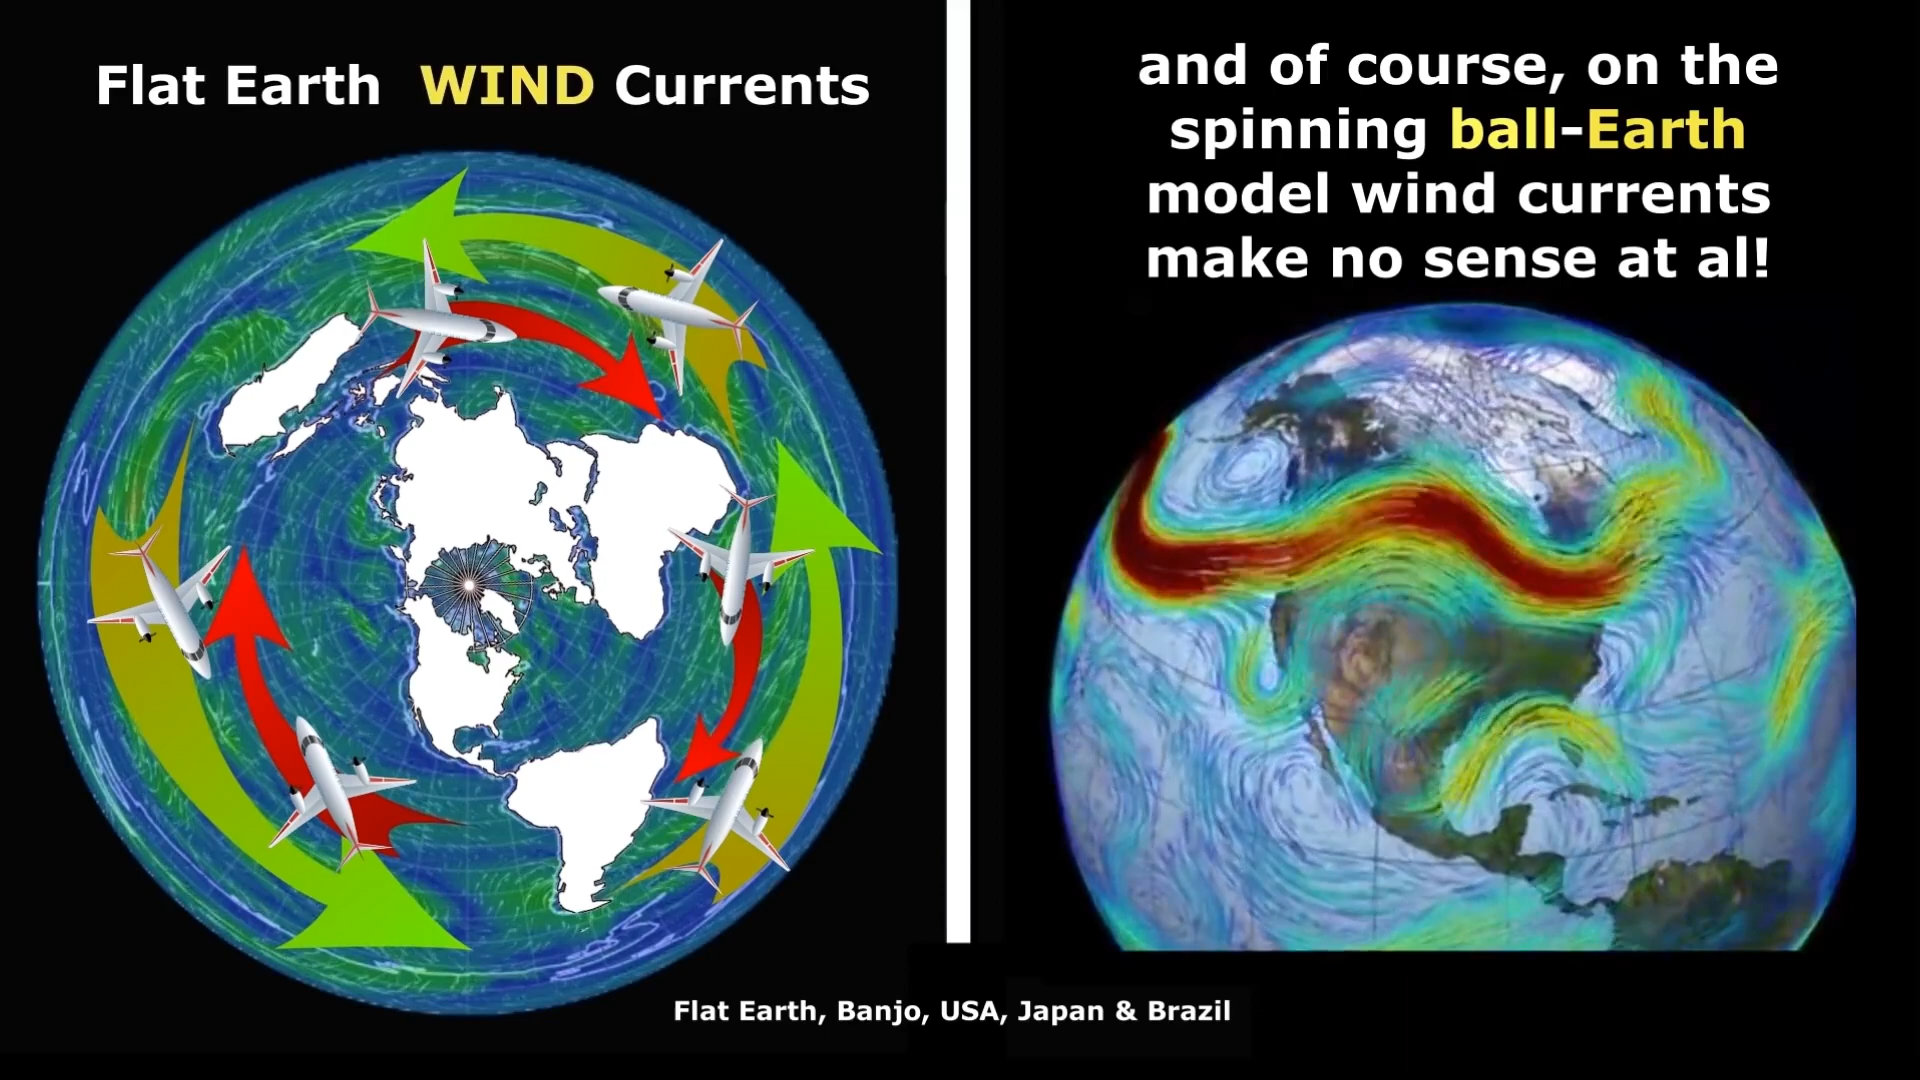 Flat Earth WIND Currents
and of course, on the
spinning ball-Earth
model wind currents
make no sense at al!
Flat Earth, Banjo, USA, Japan & Brazil